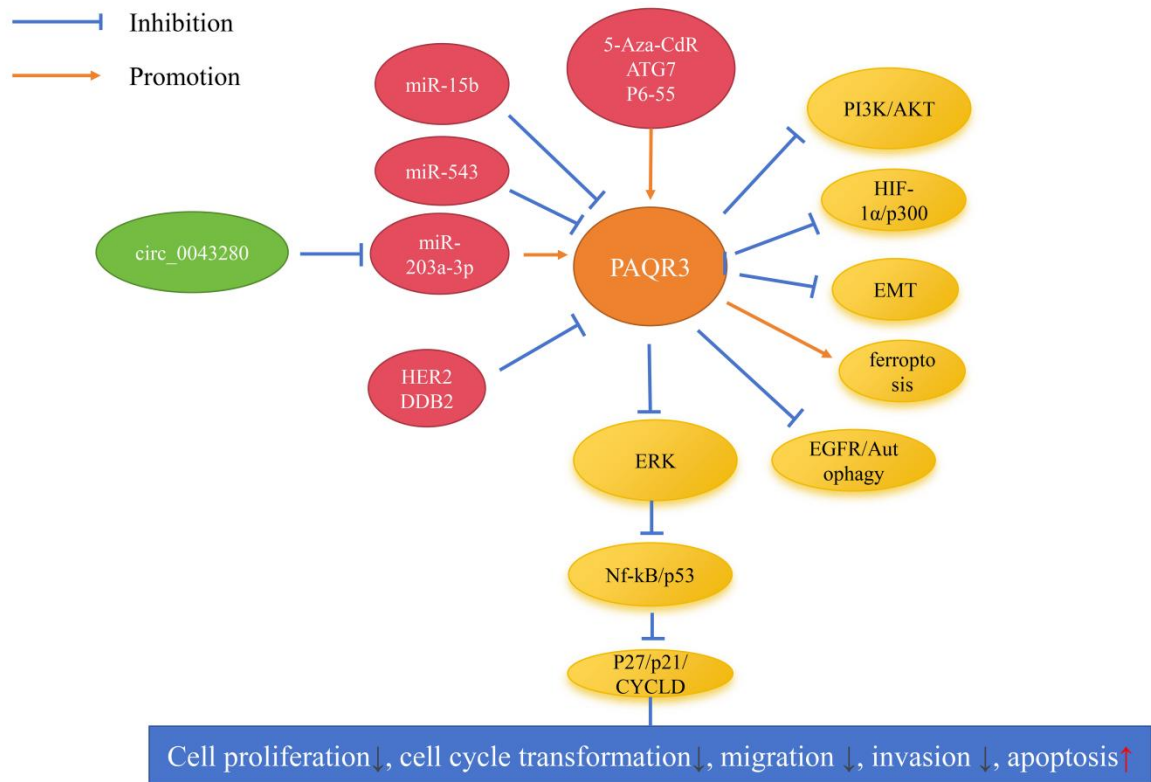 Inhibition
Promotion
5-Aza-CdR
ATG7
P6-55
miR-15b
PI3K/AKT
miR-543
HIF-
1α/p300
circ_0043280
miR-
203a-3p
PAQR3
EMT
ferropto
sis
HER2
DDB2
EGFR/Aut
ophagy
ERK
Nf-kB/p53
P27/p21/
CYCLD
Cell proliferation↓, cell cycle transformation↓, migration ↓, invasion ↓, apoptosis↑